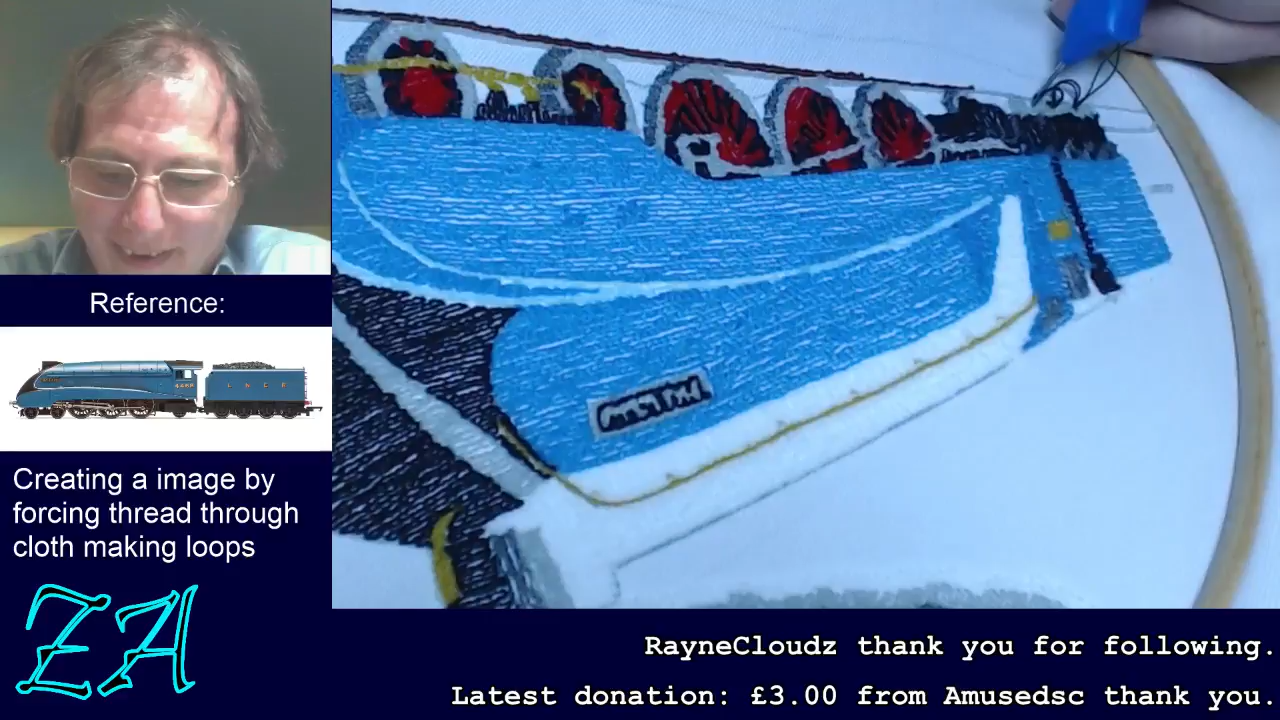 Reference:
Creating a image by
forcing thread through
cloth making loops
ZA
RayneCloudz thank you for following.
Latest donation: £3.00 from Amusedsc thank you.